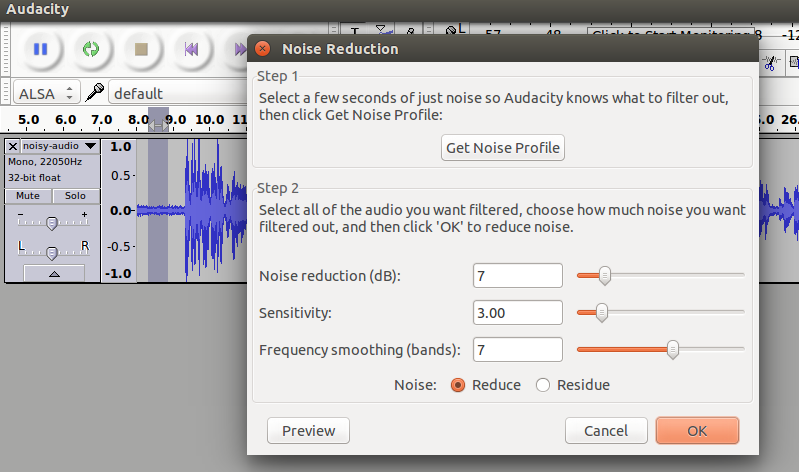 Audacity
L
-57 -48 Click to Start Monitoring 8 -12
ALSA
default
5.0 6.0 7.0 8.0 9.0 10.0 11
26.
noisy-audio
Mono, 22050Hz
32-bit float
Mute Solo
- +
L R
1.0
0.5-
0.0-
-0.5-
-1.0
Noise Reduction
Step 1
Select a few seconds of just noise so Audacity knows what to filter out,
then click Get Noise Profile:
Get Noise Profile
Step 2
Select all of the audio you want filtered, choose how much noise you want
filtered out, and then click 'OK' to reduce noise.
Noise reduction (dB): 7
Sensitivity: 3.00
Frequency smoothing (bands): 7
Noise: Reduce Residue
Preview Cancel OK